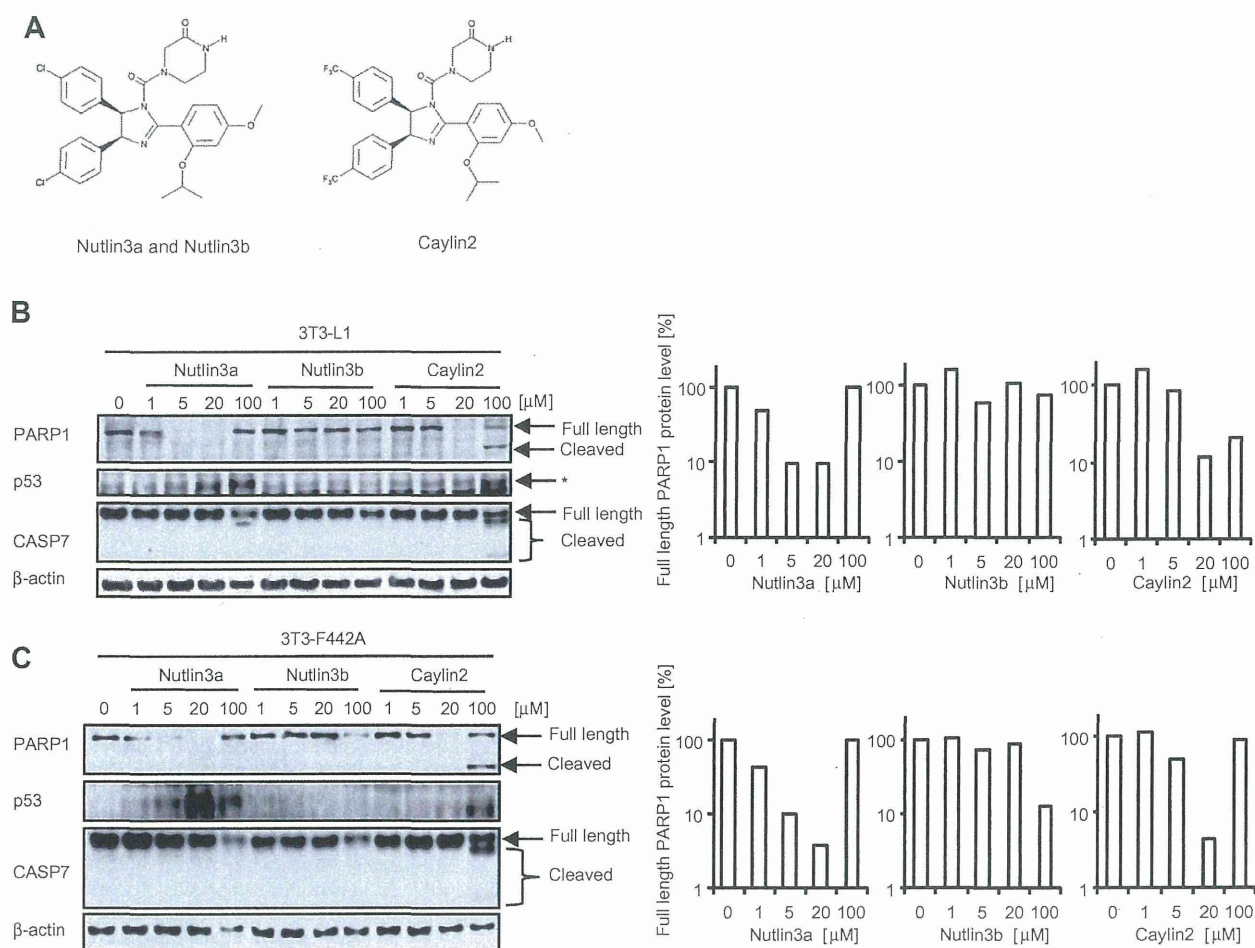 A
O
N
H
N
O
Cl
N
N
O
O
Cl
Nutlin3a and Nutlin3b
O
N
H
N
O
F₃C
N
N
O
O
F₃C
Caylin2
B
3T3-L1
Nutlin3a Nutlin3b Caylin2
0 1 5 20 100 1 5 20 100 1 5 20 100 [μM]
PARP1
Full length
Cleaved
p53
*
CASP7
Full length
Cleaved
β-actin
Full length PARP1 protein level [%]
100
10
1
0 1 5 20 100
Nutlin3a [μM]
100
10
1
0 1 5 20 100
Nutlin3b [μM]
100
10
1
0 1 5 20 100
Caylin2 [μM]
C
3T3-F442A
Nutlin3a Nutlin3b Caylin2
0 1 5 20 100 1 5 20 100 1 5 20 100 [μM]
PARP1
Full length
Cleaved
p53
CASP7
Full length
Cleaved
β-actin
Full length PARP1 protein level [%]
100
10
1
0 1 5 20 100
Nutlin3a [μM]
100
10
1
0 1 5 20 100
Nutlin3b [μM]
100
10
1
0 1 5 20 100
Caylin2 [μM]